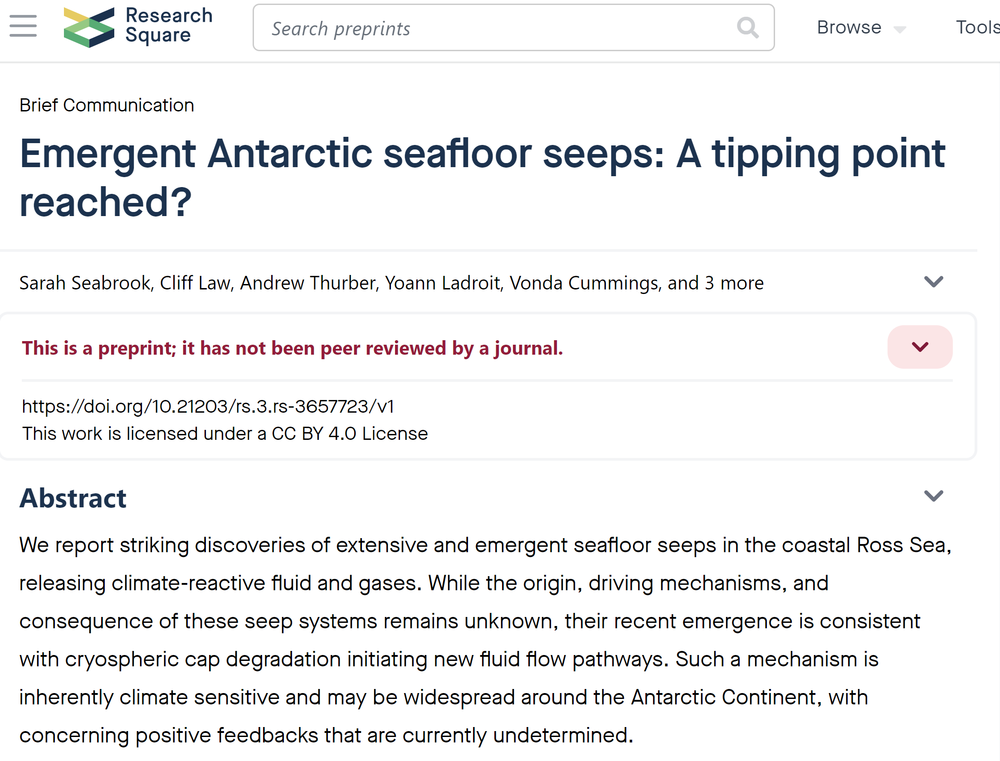 Research
Square
Search preprints
Browse
Tools
Brief Communication
Emergent Antarctic seafloor seeps: A tipping point
reached?
Sarah Seabrook, Cliff Law, Andrew Thurber, Yoann Ladroit, Vonda Cummings, and 3 more
This is a preprint; it has not been peer reviewed by a journal.
https://doi.org/10.21203/rs.3.rs-3657723/v1
This work is licensed under a CC BY 4.0 License
Abstract
We report striking discoveries of extensive and emergent seafloor seeps in the coastal Ross Sea,
releasing climate-reactive fluid and gases. While the origin, driving mechanisms, and
consequence of these seep systems remains unknown, their recent emergence is consistent
with cryospheric cap degradation initiating new fluid flow pathways. Such a mechanism is
inherently climate sensitive and may be widespread around the Antarctic Continent, with
concerning positive feedbacks that are currently undetermined.